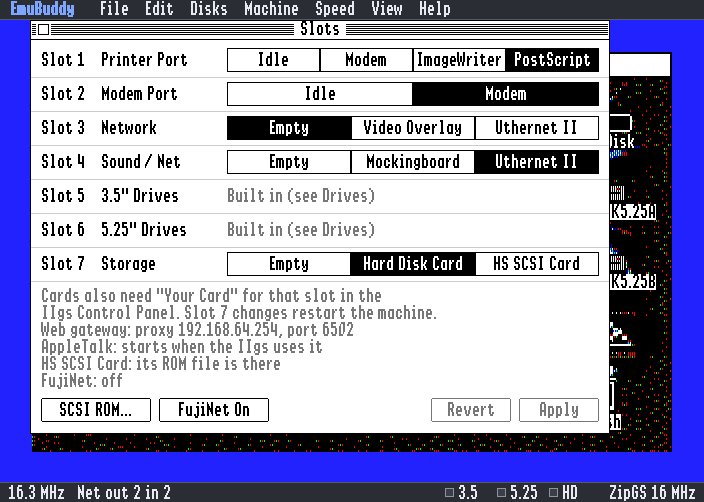 EmuBuddy File Edit Disks Machine Speed View Help
Slots
Slot 1 Printer Port Idle Modem ImageWriter PostScript
Slot 2 Modem Port Idle Modem
Slot 3 Network Empty Video Overlay Uthernet II
Slot 4 Sound / Net Empty Mockingboard Uthernet II
Slot 5 3.5" Drives Built in (see Drives)
Slot 6 5.25" Drives Built in (see Drives)
Slot 7 Storage Empty Hard Disk Card HS SCSI Card
Cards also need "Your Card" for that slot in the
IIgs Control Panel. Slot 7 changes restart the machine.
Web gateway: proxy 192.168.64.254, port 6502
AppleTalk: starts when the IIgs uses it
HS SCSI Card: its ROM file is there
FujiNet: off
SCSI ROM... FujiNet On Revert Apply
K5.25A
K5.25B
16.3 MHz Net out 2 in 2 3.5 5.25 HD ZipGS 16 MHz